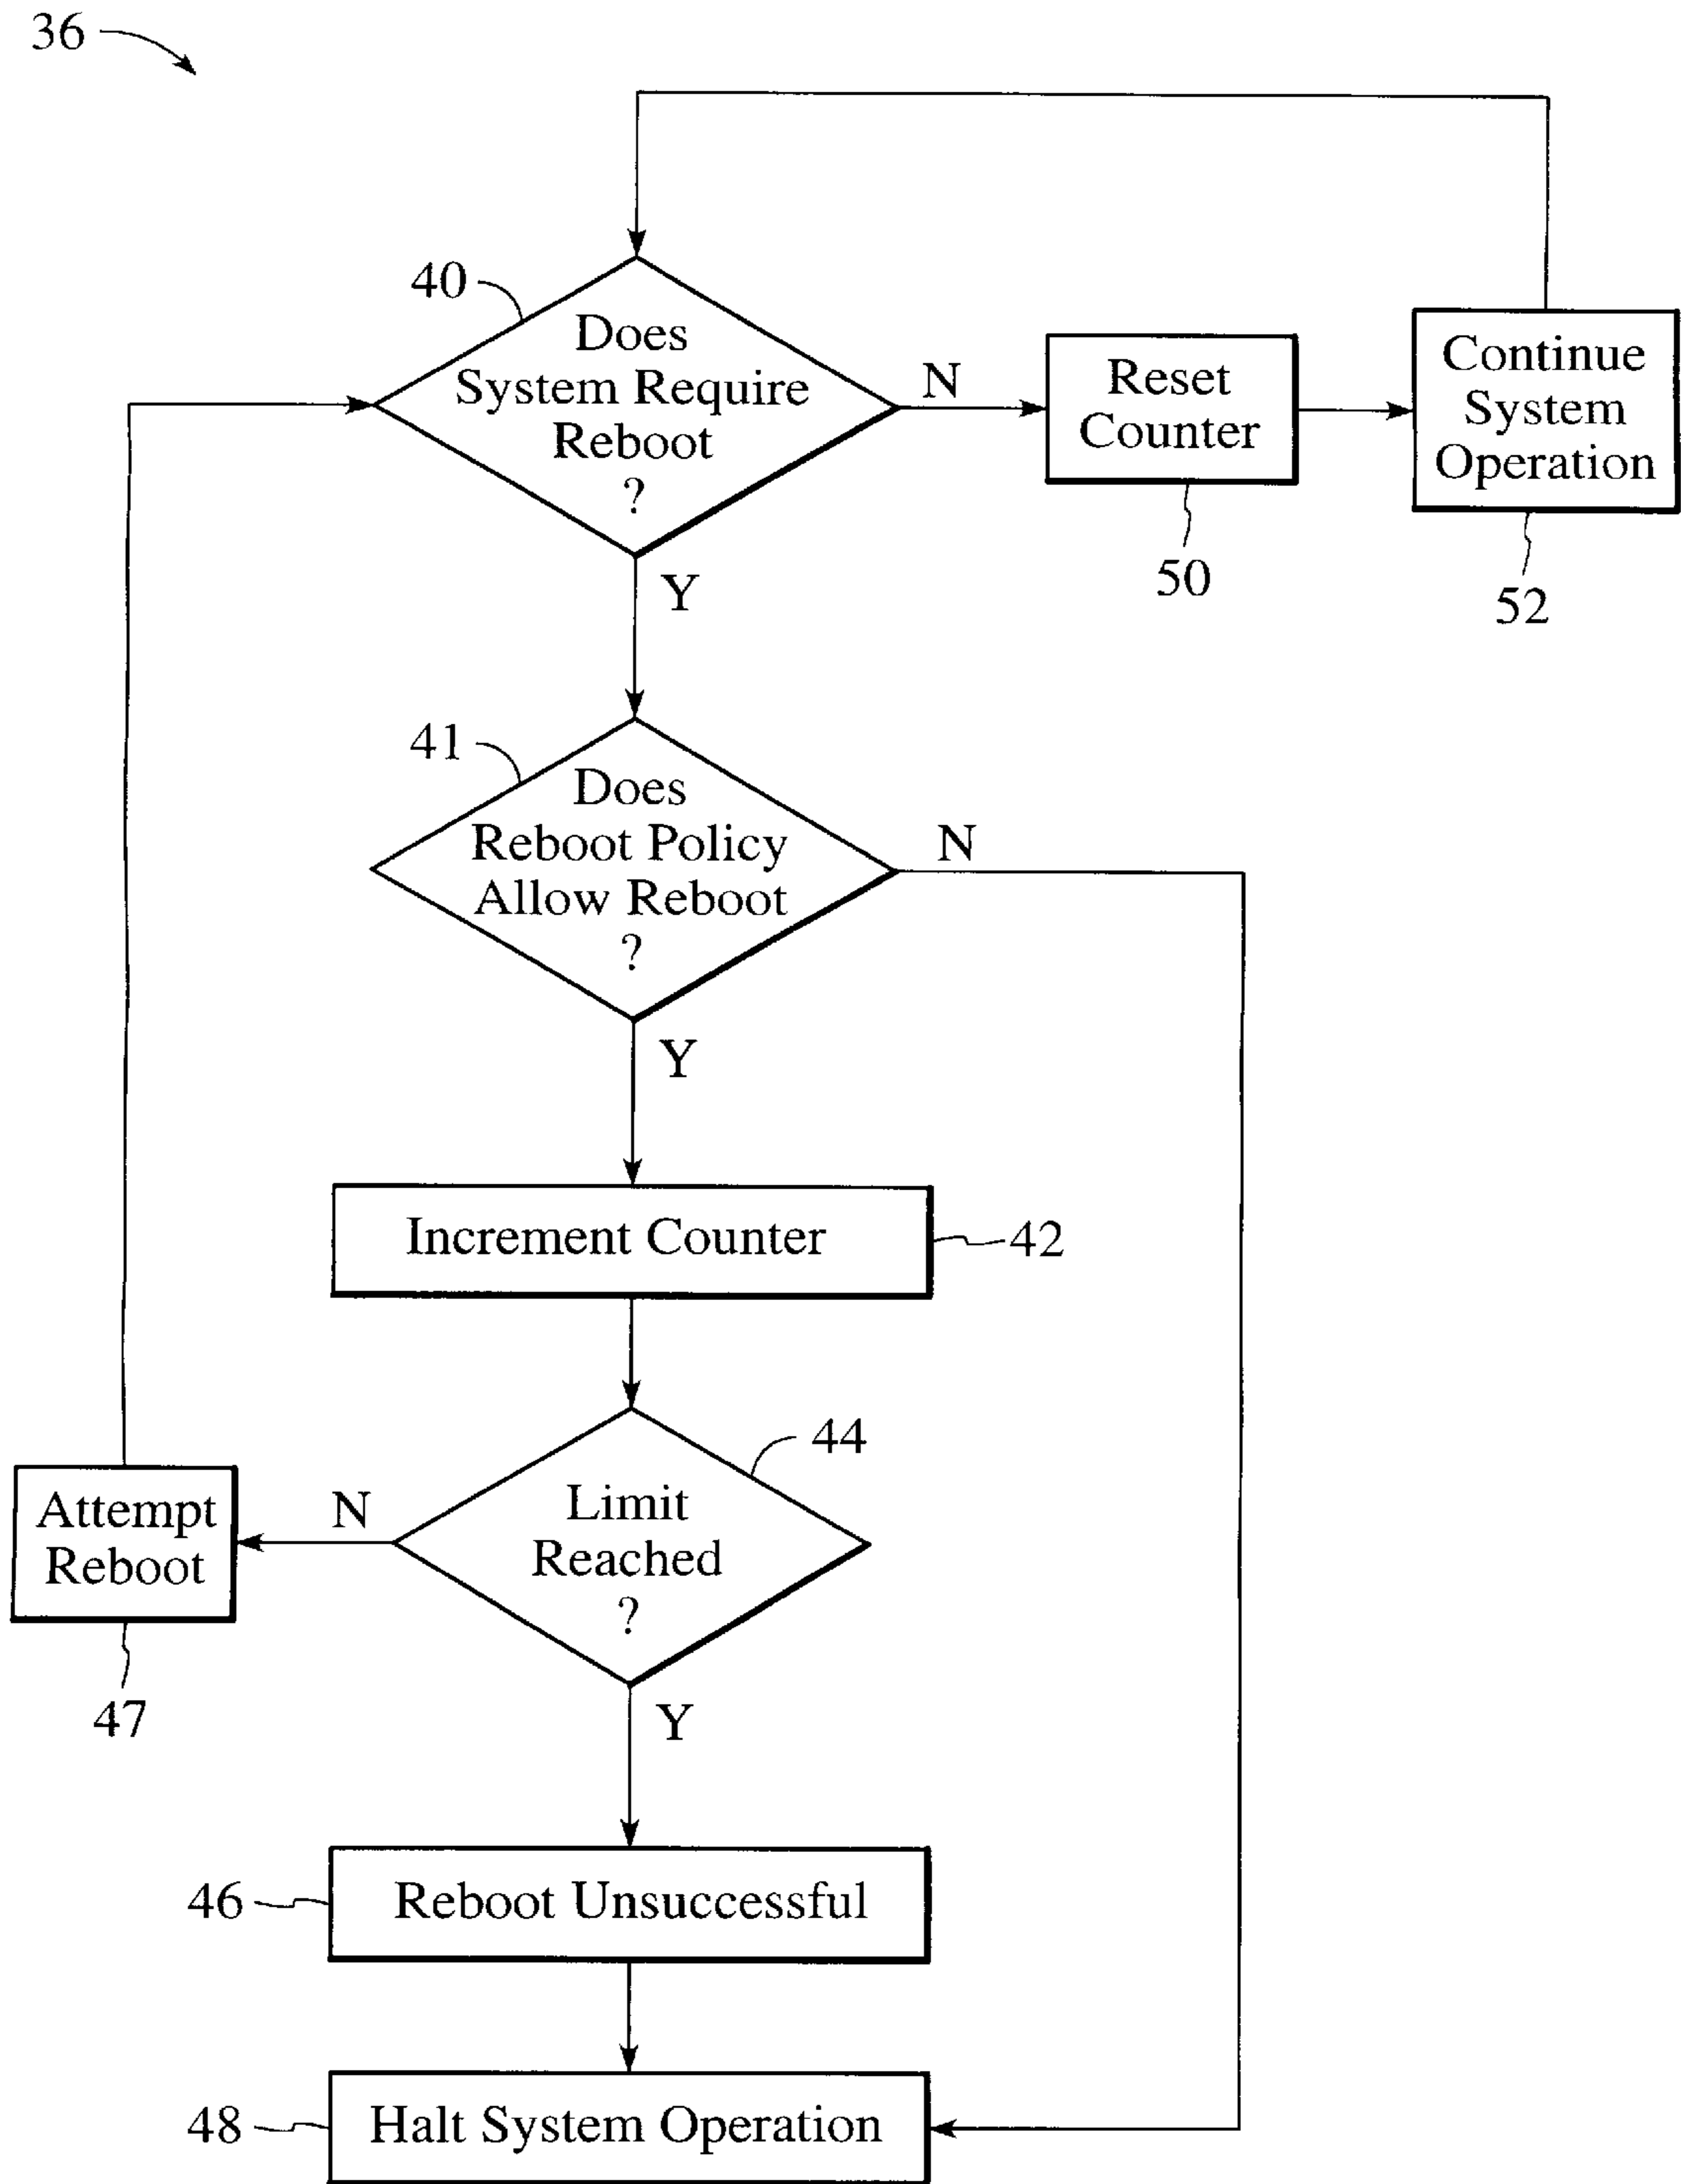 36
40
Does
System Require
Reboot
?
N
Reset
Counter
50
Continue
System
Operation
52
Y
41
Does
Reboot Policy
Allow Reboot
?
N
Y
Increment Counter
42
44
Limit
Reached
?
N
Attempt
Reboot
47
Y
46
Reboot Unsuccessful
48
Halt System Operation